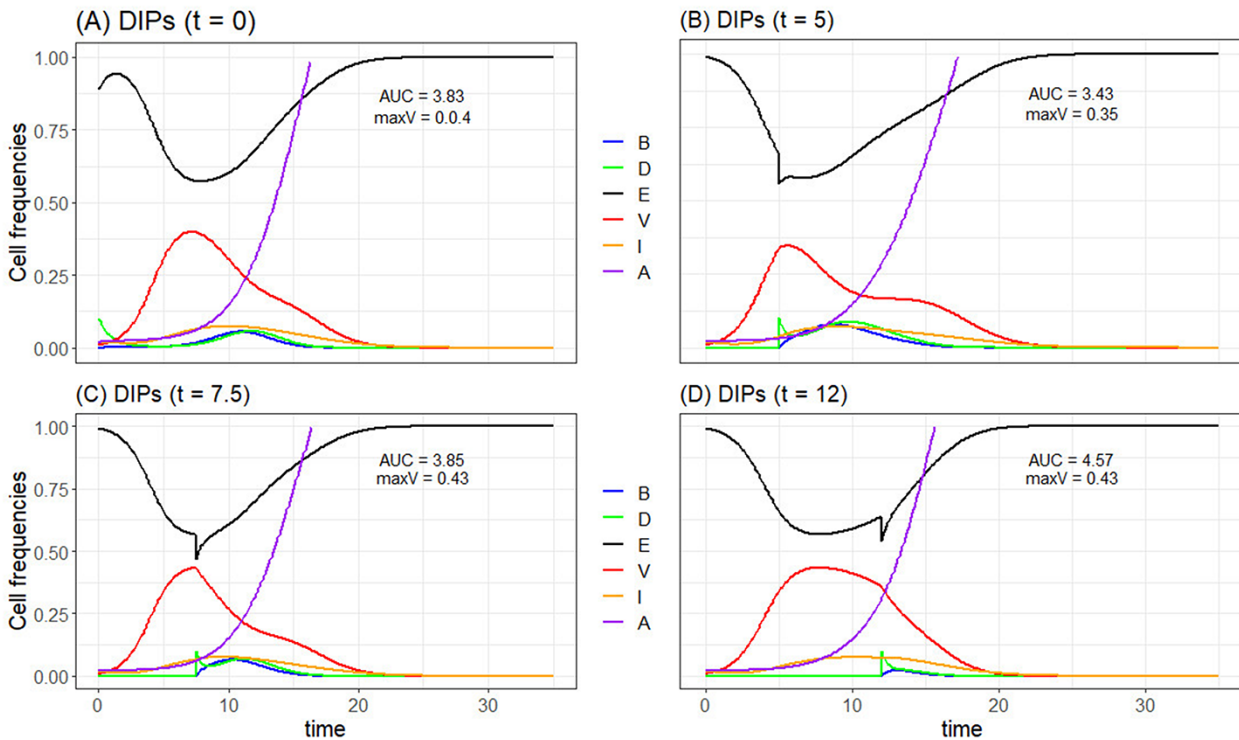 (A) DIPs (t = 0)
(B) DIPs (t = 5)
Cell frequencies
1.00
0.75
0.50
0.25
0.00
AUC = 3.83
maxV = 0.0.4
B
D
E
V
I
A
AUC = 3.43
maxV = 0.35
(C) DIPs (t = 7.5)
(D) DIPs (t = 12)
Cell frequencies
1.00
0.75
0.50
0.25
0.00
AUC = 3.85
maxV = 0.43
B
D
E
V
I
A
AUC = 4.57
maxV = 0.43
0 10 20 30
0 10 20 30
time
time